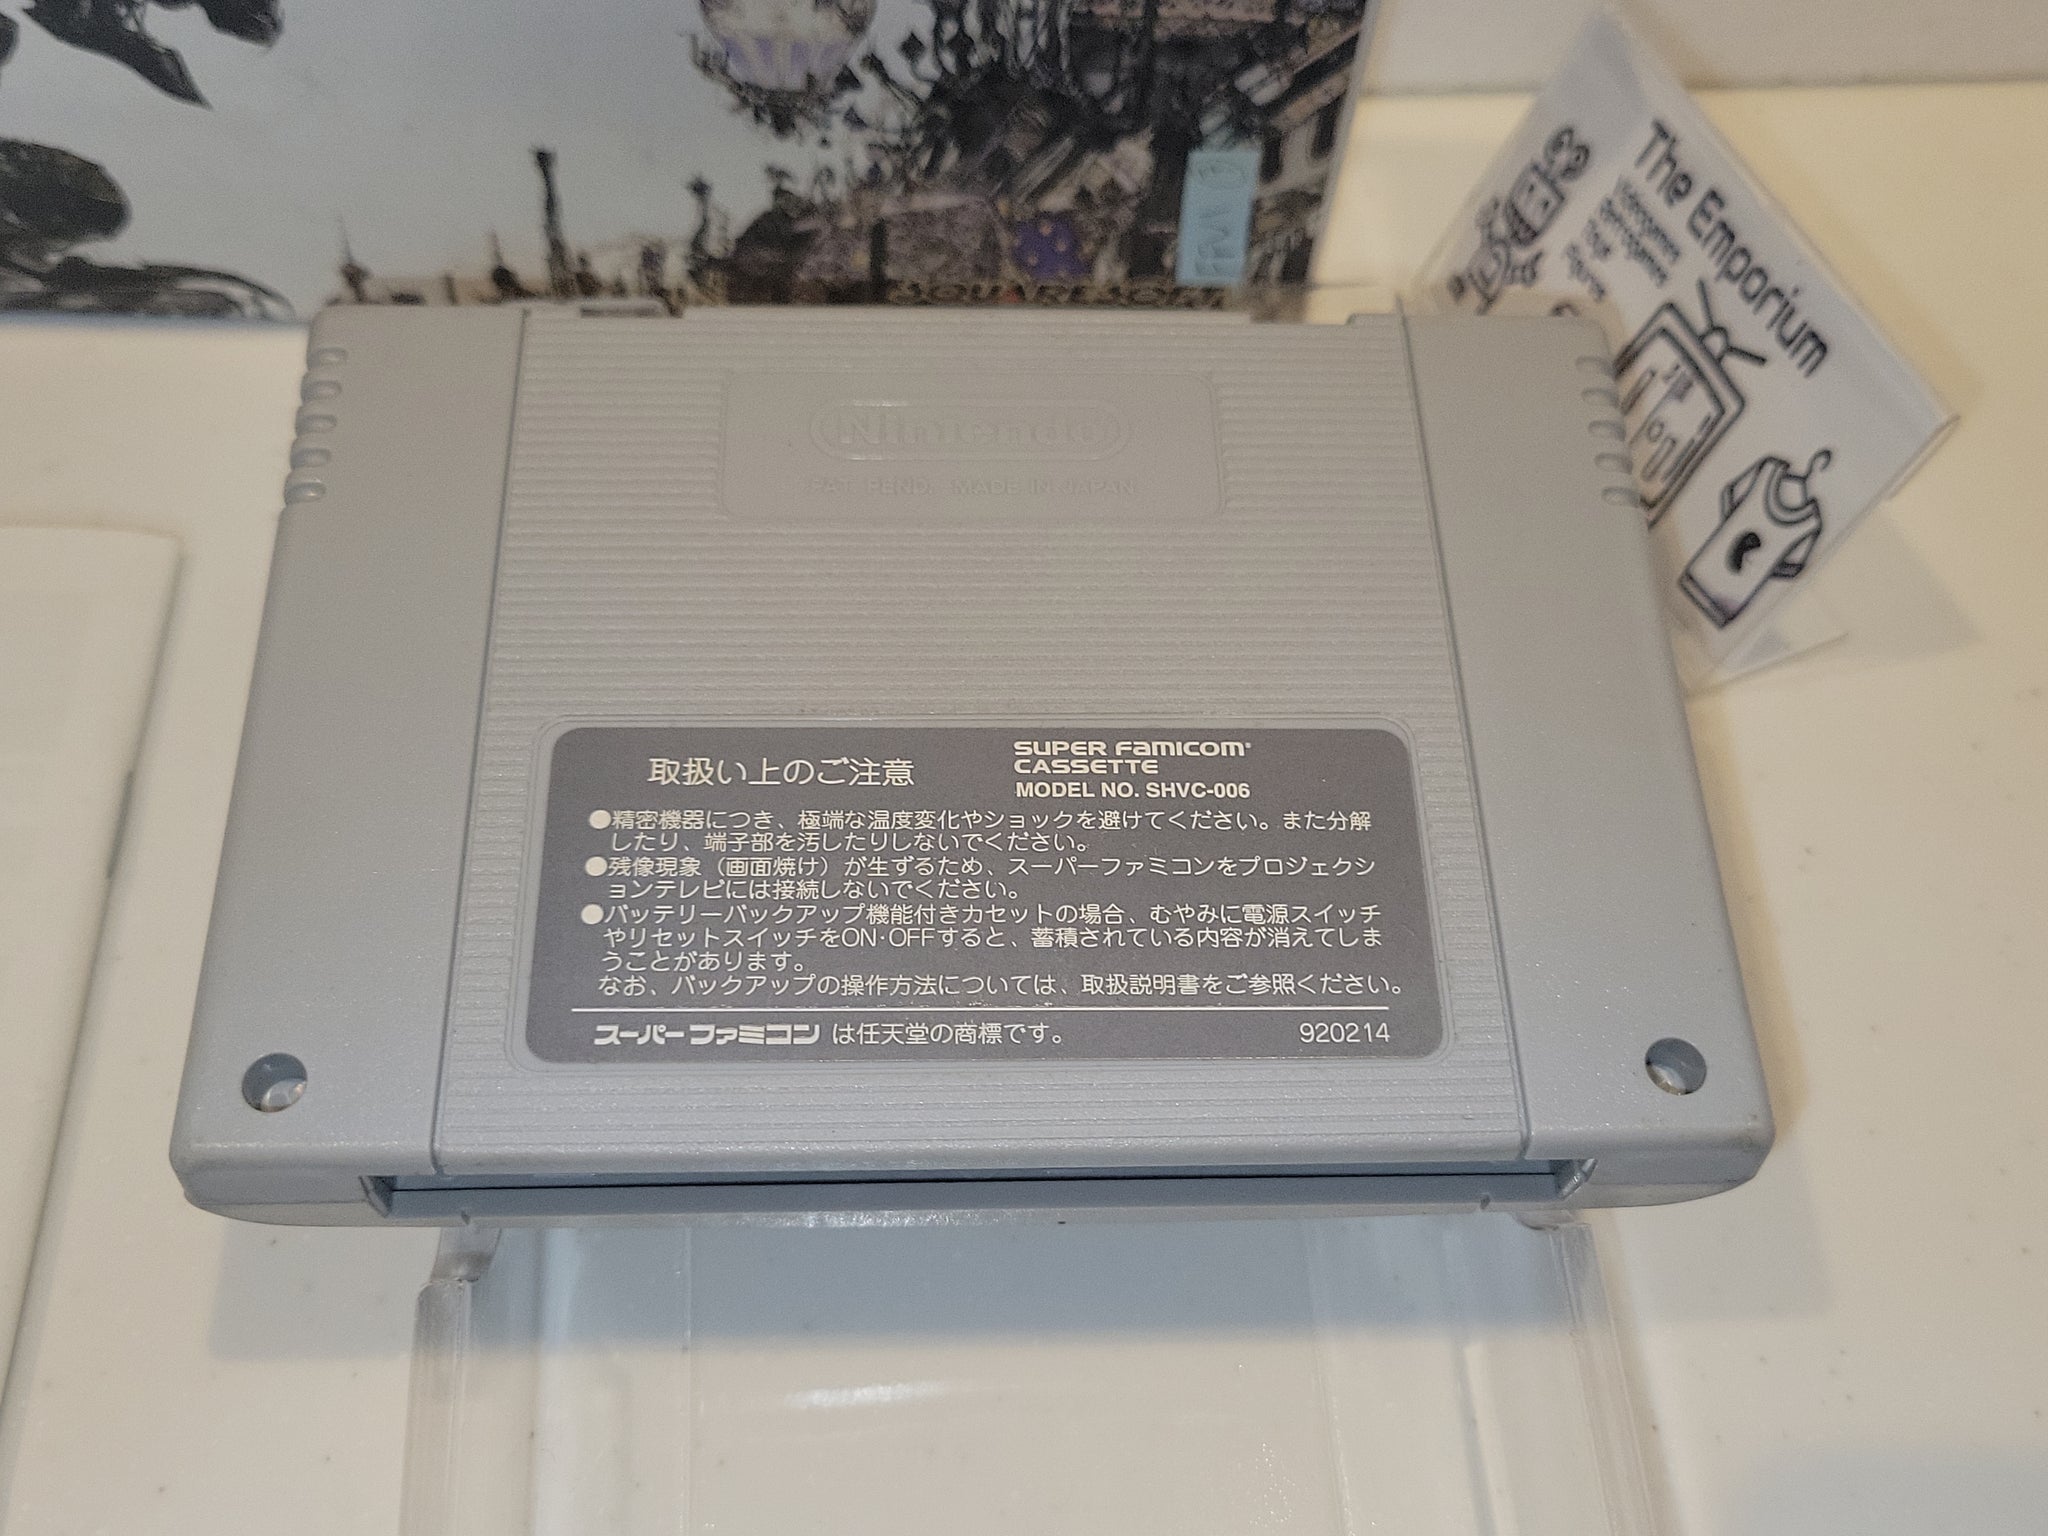 SQUARESOFT
The Emporium
videogames
Nintendo
PAT. PEND. MADE IN JAPAN
取扱い上のご注意
SUPER FAMICOM®
CASSETTE
MODEL NO. SHVC-006
●精密機器につき、極端な温度変化やショックを避けてください。また分解
したり、端子部を汚したりしないでください。
●残像現象（画面焼け）が生ずるため、スーパーファミコンをプロジェクシ
ョンテレビには接続しないでください。
●バッテリーバックアップ機能付きカセットの場合、むやみに電源スイッチ
やリセットスイッチをON·OFFすると、蓄積されている内容が消えてしま
うことがあります。
なお、バックアップの操作方法については、取扱説明書をご参照ください。
スーパーファミコン は任天堂の商標です。
920214